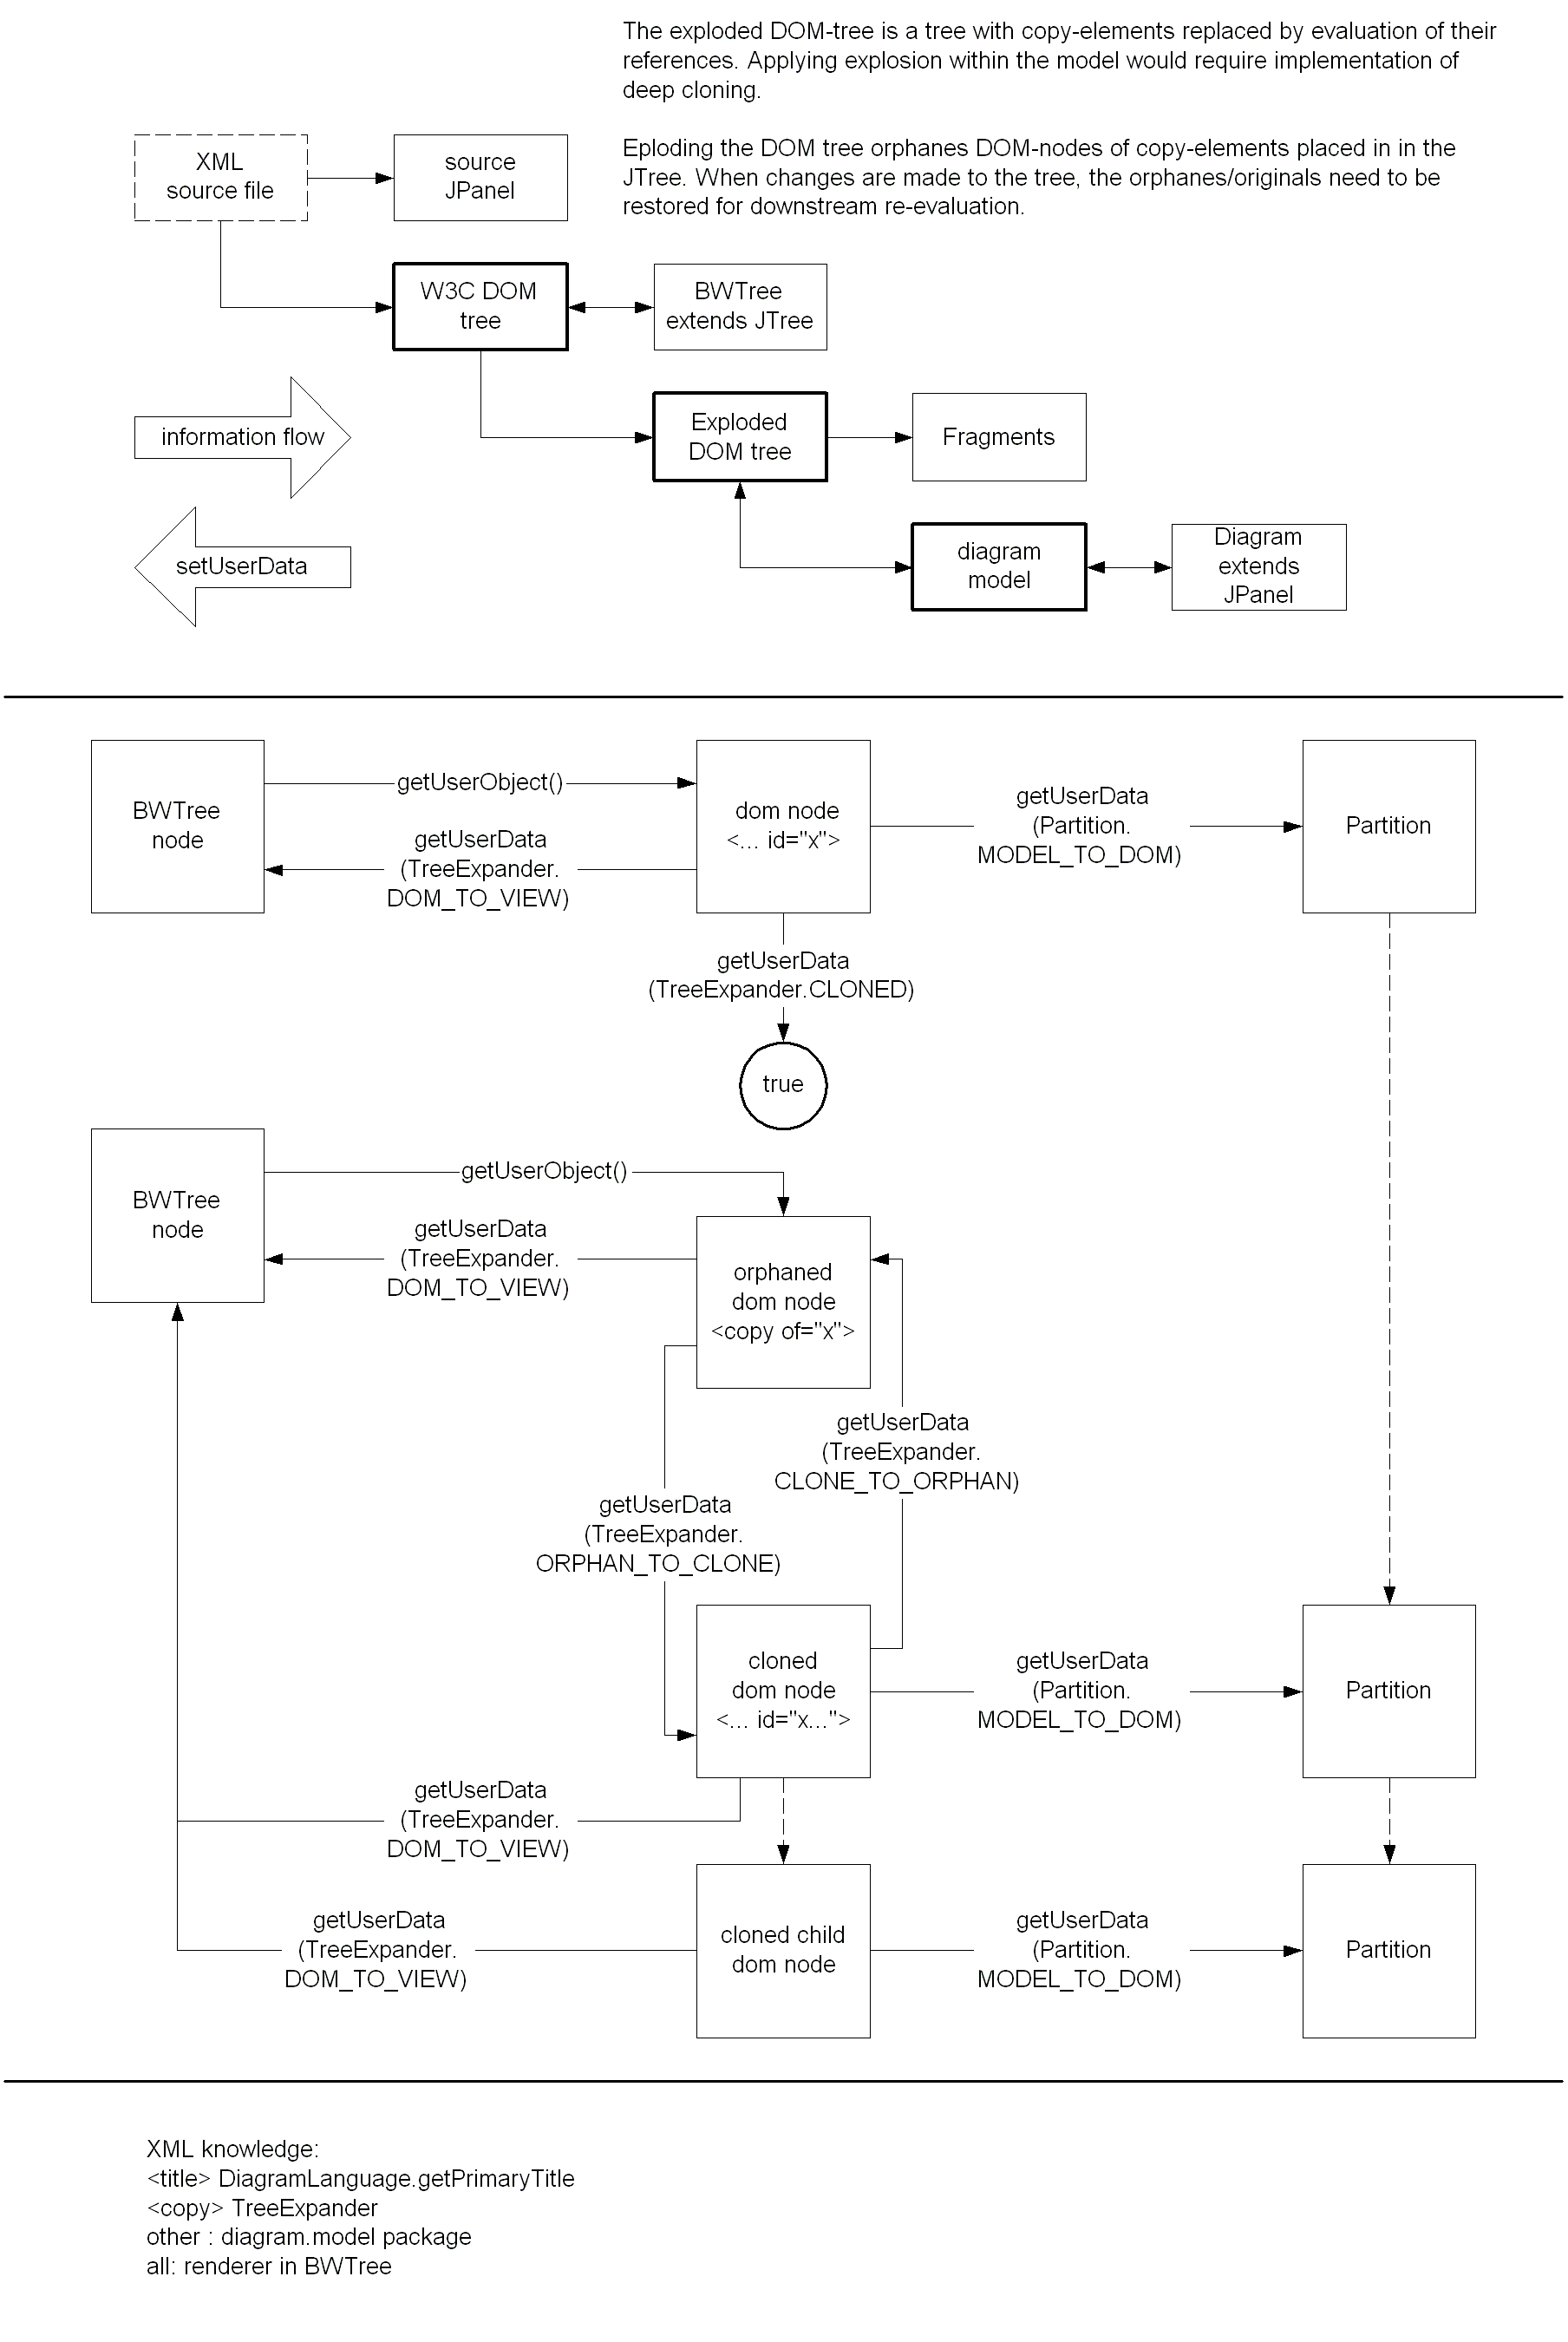 The exploded DOM-tree is a tree with copy-elements replaced by evaluation of their
references. Applying explosion within the model would require implementation of
deep cloning.
Eploding the DOM tree orphanes DOM-nodes of copy-elements placed in in the
JTree. When changes are made to the tree, the orphanes/originals need to be
restored for downstream re-evaluation.
XML
source file
source
JPanel
W3C DOM
tree
BWTree
extends JTree
information flow
Exploded
DOM tree
Fragments
setUserData
diagram
model
Diagram
extends
JPanel
BWTree
node
getUserObject()
getUserData
(TreeExpander.
DOM_TO_VIEW)
dom node
<... id="x">
getUserData
(Partition.
MODEL_TO_DOM)
Partition
getUserData
(TreeExpander.CLONED)
true
BWTree
node
getUserObject()
getUserData
(TreeExpander.
DOM_TO_VIEW)
orphaned
dom node
<copy of="x">
getUserData
(TreeExpander.
CLONE_TO_ORPHAN)
getUserData
(TreeExpander.
ORPHAN_TO_CLONE)
cloned
dom node
<... id="x...">
getUserData
(Partition.
MODEL_TO_DOM)
Partition
getUserData
(TreeExpander.
DOM_TO_VIEW)
getUserData
(TreeExpander.
DOM_TO_VIEW)
cloned child
dom node
getUserData
(Partition.
MODEL_TO_DOM)
Partition
XML knowledge:
<title> DiagramLanguage.getPrimaryTitle
<copy> TreeExpander
other : diagram.model package
all: renderer in BWTree